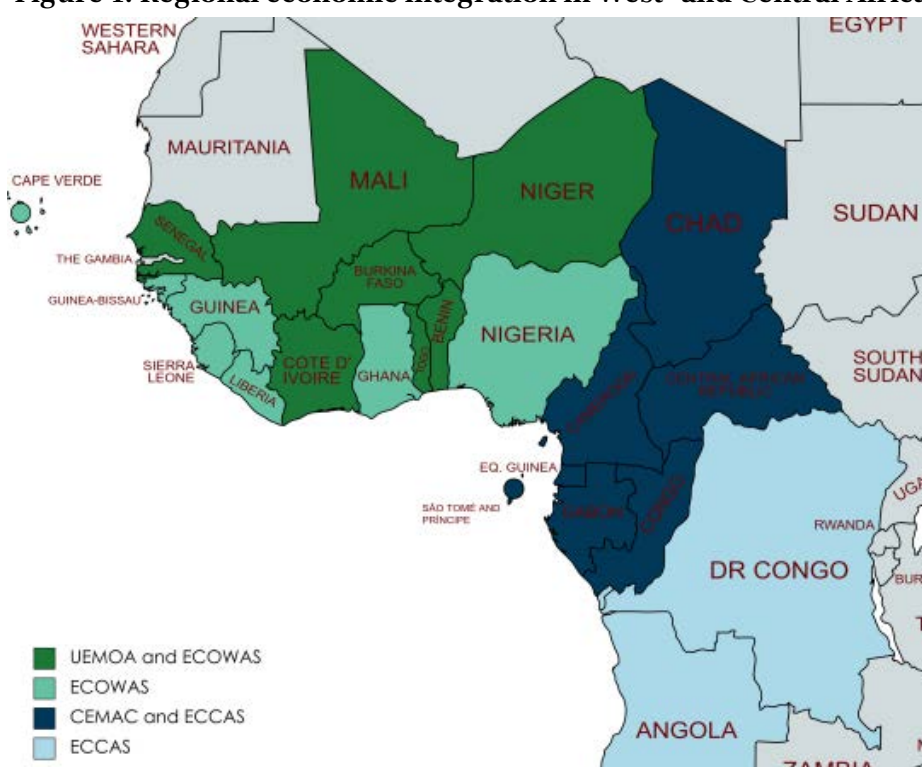 Figure 1. Regional economic integration in West- and Central Africa
WESTERN
SAHARA
EGYPT
MAURITANIA
CAPE VERDE
MALI
NIGER
CHAD
SUDAN
SENEGAL
THE GAMBIA
BURKINA
FASO
GUINEA-BISSAU
GUINEA
BENIN
NIGERIA
SIERRA
LEONE
LIBERIA
COTE D'
IVOIRE
GHANA
TOGO
CAMEROON
CENTRAL AFRICAN
REPUBLIC
SOUTH
SUDAN
EQ. GUINEA
SÃO TOMÉ AND
PRÍNCIPE
GABON
CONGO
UGA
RWANDA
DR CONGO
BUR
T
UEMOA and ECOWAS
ECOWAS
CEMAC and ECCAS
ECCAS
ANGOLA
ZAMBIA